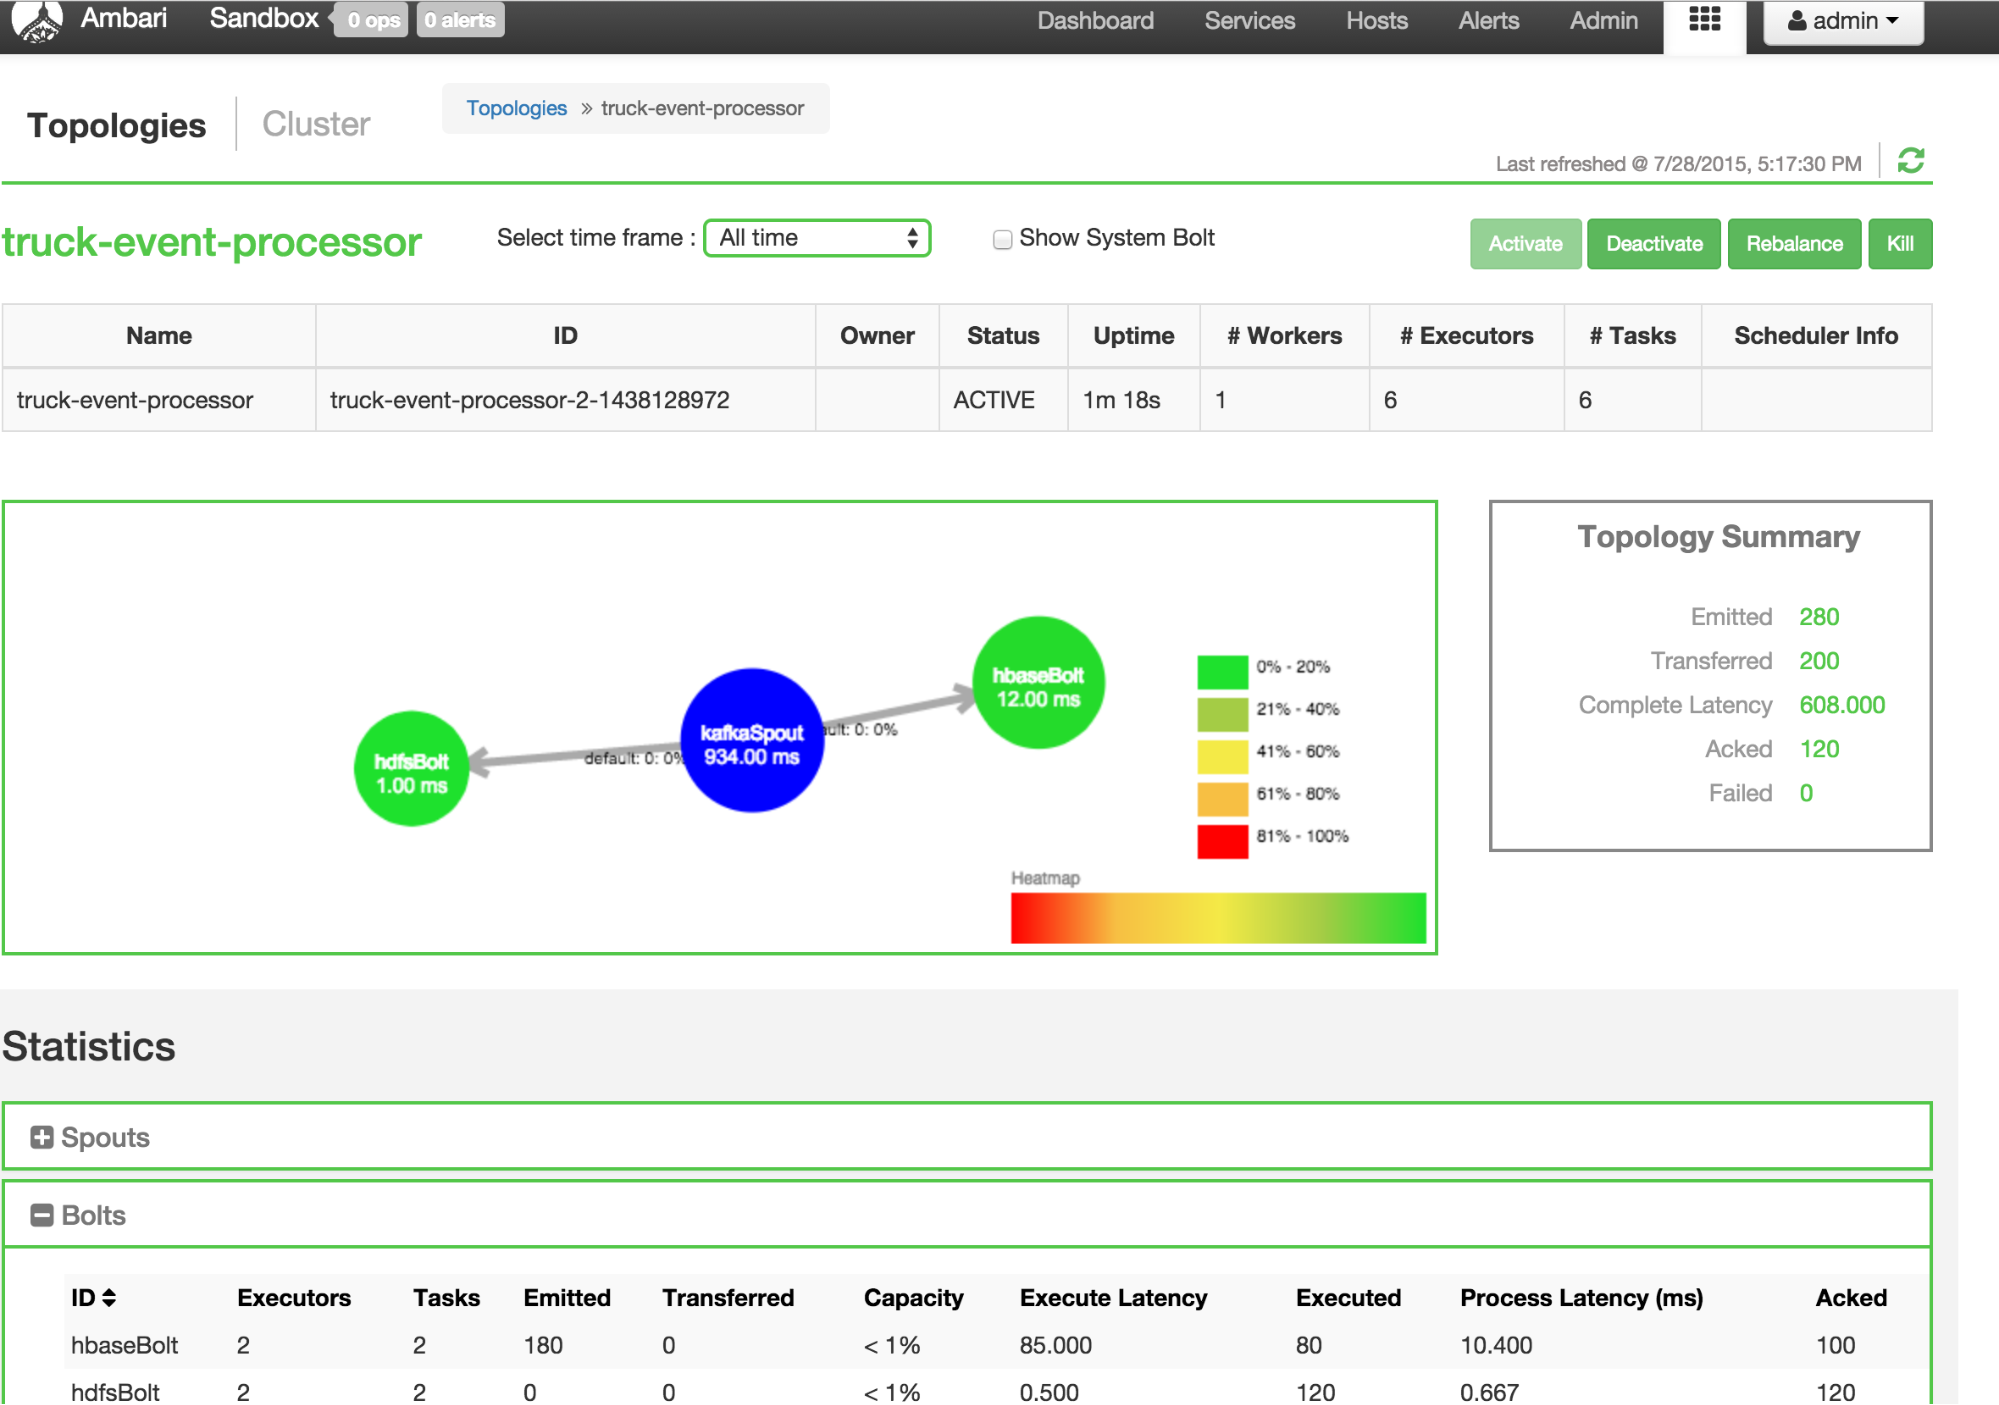 Ambari Sandbox 0 ops 0 alerts Dashboard Services Hosts Alerts Admin admin
Topologies Cluster Topologies » truck-event-processor
Last refreshed @ 7/28/2015, 5:17:30 PM
truck-event-processor Select time frame : All time Show System Bolt Activate Deactivate Rebalance Kill
Name ID Owner Status Uptime # Workers # Executors # Tasks Scheduler Info
truck-event-processor truck-event-processor-2-1438128972 ACTIVE 1m 18s 1 6 6
hdfsBolt
1.00 ms
default: 0: 0%
kafkaSpout
934.00 ms
ult: 0: 0%
hbaseBolt
12.00 ms
0% - 20%
21% - 40%
41% - 60%
61% - 80%
81% - 100%
Heatmap
Topology Summary
Emitted 280
Transferred 200
Complete Latency 608.000
Acked 120
Failed 0
Statistics
Spouts
Bolts
ID Executors Tasks Emitted Transferred Capacity Execute Latency Executed Process Latency (ms) Acked
hbaseBolt 2 2 180 0 < 1% 85.000 80 10.400 100
hdfsBolt 2 2 0 0 < 1% 0.500 120 0.667 120